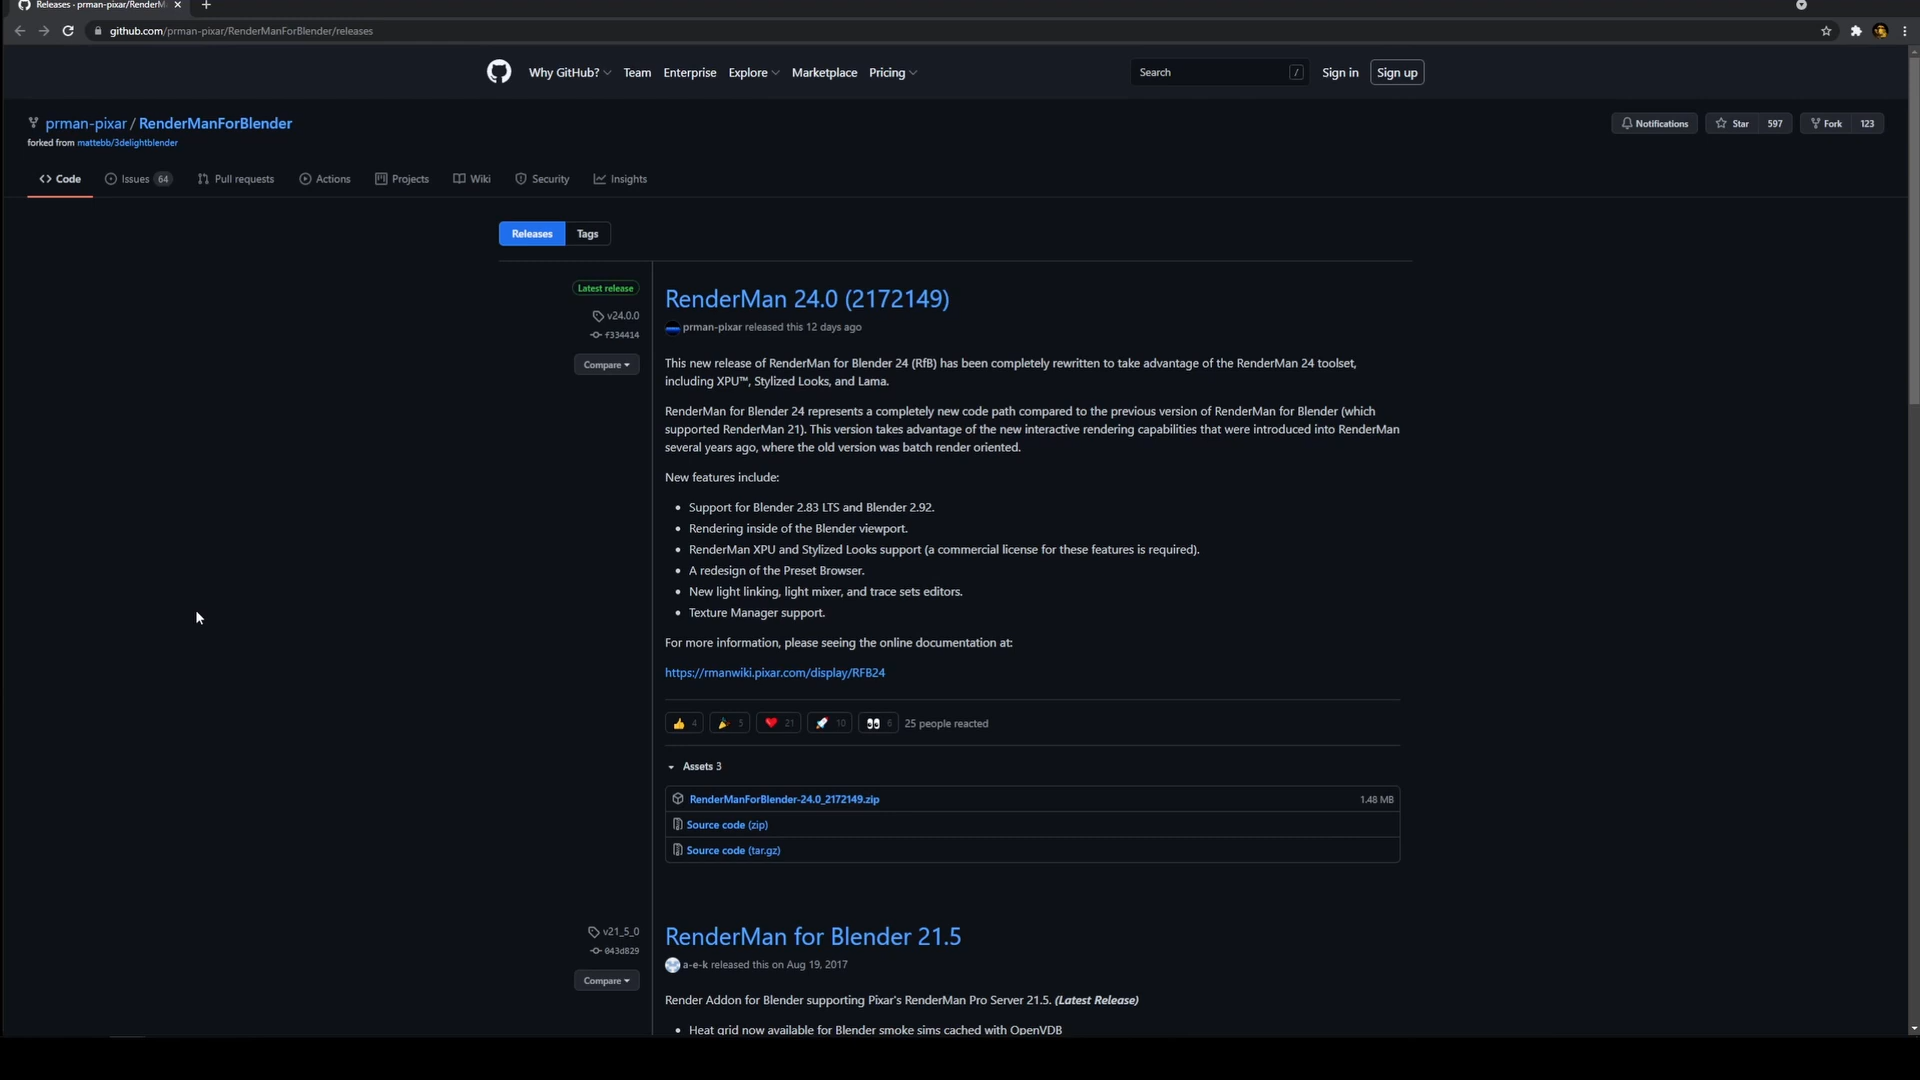 Releases · prman-pixar/RenderM
github.com/prman-pixar/RenderManForBlender/releases
Why GitHub? Team Enterprise Explore Marketplace Pricing Search / Sign in Sign up
prman-pixar / RenderManForBlender Notifications Star 597 Fork 123
forked from mattebb/3delightblender
Code Issues 64 Pull requests Actions Projects Wiki Security Insights
Releases Tags
Latest release
v24.0.0
f334414
Compare
RenderMan 24.0 (2172149)
prman-pixar released this 12 days ago
This new release of RenderMan for Blender 24 (RfB) has been completely rewritten to take advantage of the RenderMan 24 toolset,
including XPU™, Stylized Looks, and Lama.
RenderMan for Blender 24 represents a completely new code path compared to the previous version of RenderMan for Blender (which
supported RenderMan 21). This version takes advantage of the new interactive rendering capabilities that were introduced into RenderMan
several years ago, where the old version was batch render oriented.
New features include:
• Support for Blender 2.83 LTS and Blender 2.92.
• Rendering inside of the Blender viewport.
• RenderMan XPU and Stylized Looks support (a commercial license for these features is required).
• A redesign of the Preset Browser.
• New light linking, light mixer, and trace sets editors.
• Texture Manager support.
For more information, please seeing the online documentation at:
https://rmanwiki.pixar.com/display/RFB24
👍 4 🎉 5 ❤️ 21 🚀 10 👀 6 25 people reacted
Assets 3
RenderManForBlender-24.0_2172149.zip 1.48 MB
Source code (zip)
Source code (tar.gz)
v21_5_0
043d829
Compare
RenderMan for Blender 21.5
a-e-k released this on Aug 19, 2017
Render Addon for Blender supporting Pixar's RenderMan Pro Server 21.5. (Latest Release)
• Heat grid now available for Blender smoke sims cached with OpenVDB